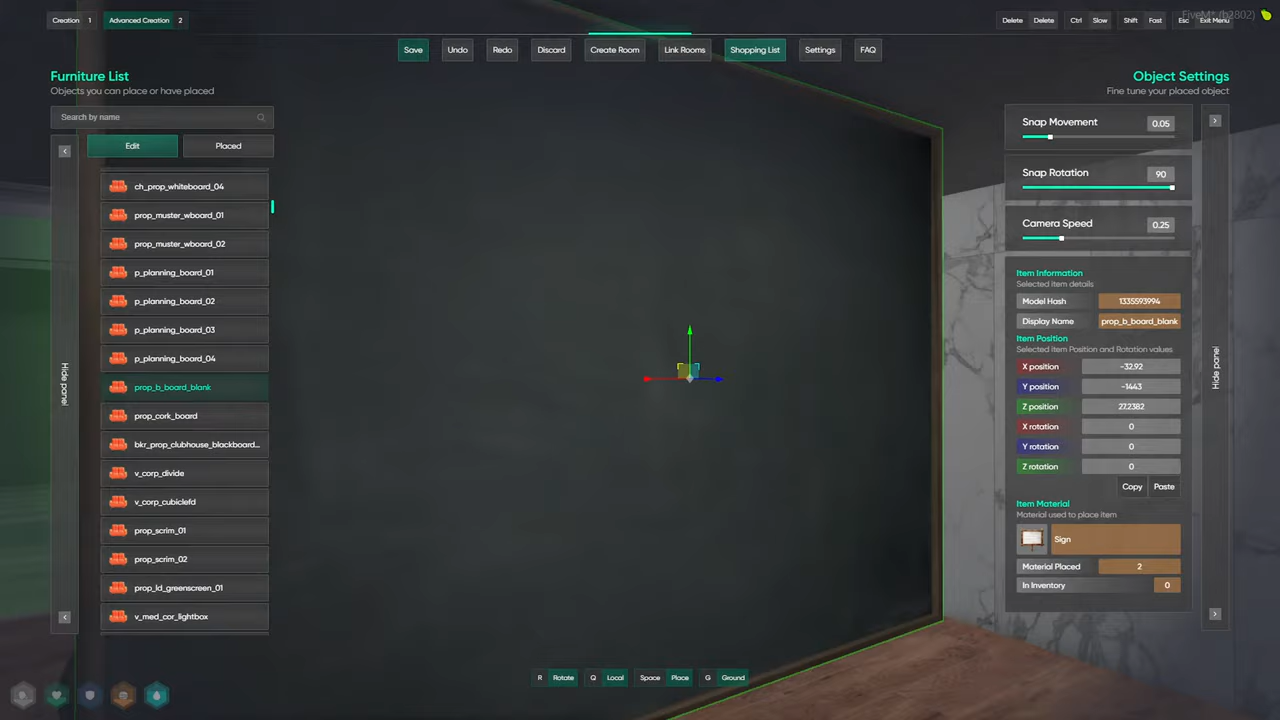 Creation 1 Advanced Creation 2
FiveM* (b2802)
Delete Delete Ctrl Slow Shift Fast Esc Exit Menu
Save Undo Redo Discard Create Room Link Rooms Shopping List Settings FAQ
Furniture List
Objects you can place or have placed
Search by name
Edit Placed
ch_prop_whiteboard_04
prop_muster_wboard_01
prop_muster_wboard_02
p_planning_board_01
p_planning_board_02
p_planning_board_03
p_planning_board_04
prop_b_board_blank
prop_cork_board
bkr_prop_clubhouse_blackboard...
v_corp_divide
v_corp_cubiclefd
prop_scrim_01
prop_scrim_02
prop_ld_greenscreen_01
v_med_cor_lightbox
Hide panel
Object Settings
Fine tune your placed object
Snap Movement 0.05
Snap Rotation 90
Camera Speed 0.25
Item Information
Selected item details
Model Hash 1335593994
Display Name prop_b_board_blank
Item Position
Selected item Position and Rotation values
X position -32.92
Y position -1443
Z position 27.2382
X rotation 0
Y rotation 0
Z rotation 0
Copy Paste
Item Material
Material used to place item
Sign
Material Placed 2
In Inventory 0
Hide panel
R Rotate Q Local Space Place G Ground